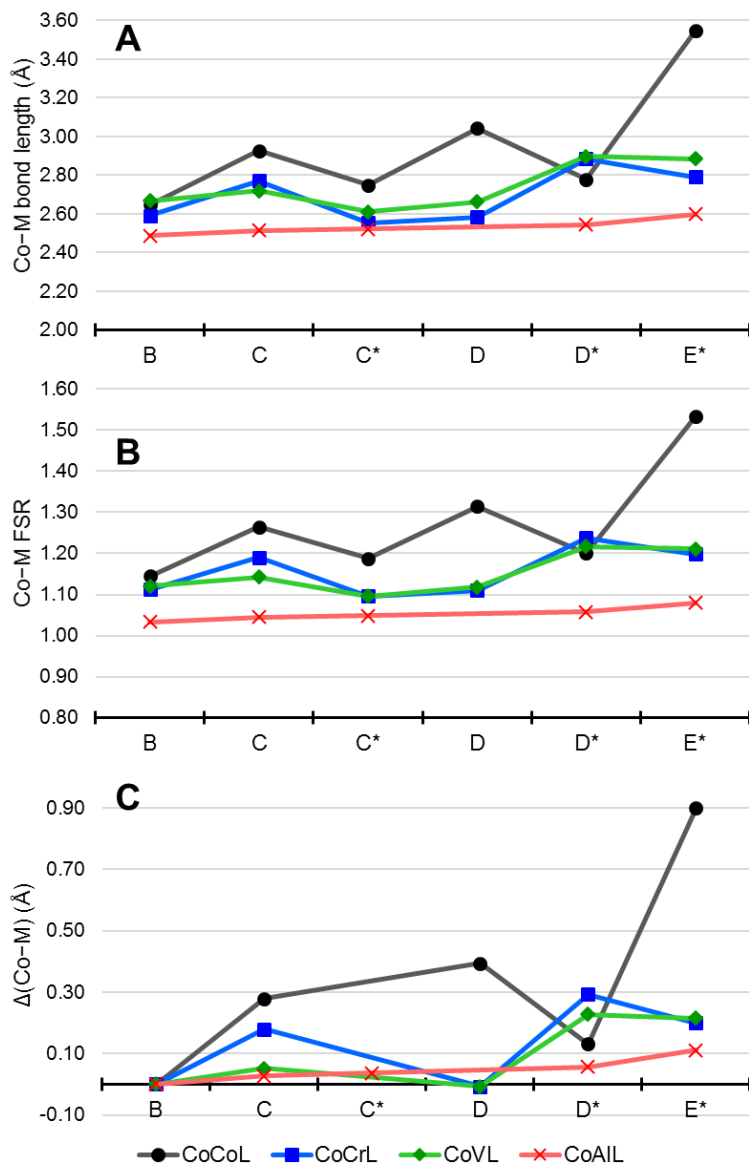 A
Co−M bond length (Å)
3.60
3.40
3.20
3.00
2.80
2.60
2.40
2.20
2.00
B C C* D D* E*
B
Co−M FSR
1.60
1.50
1.40
1.30
1.20
1.10
1.00
0.90
0.80
B C C* D D* E*
C
Δ(Co−M) (Å)
0.90
0.70
0.50
0.30
0.10
-0.10
B C C* D D* E*
CoCoL CoCrL CoVL CoAlL